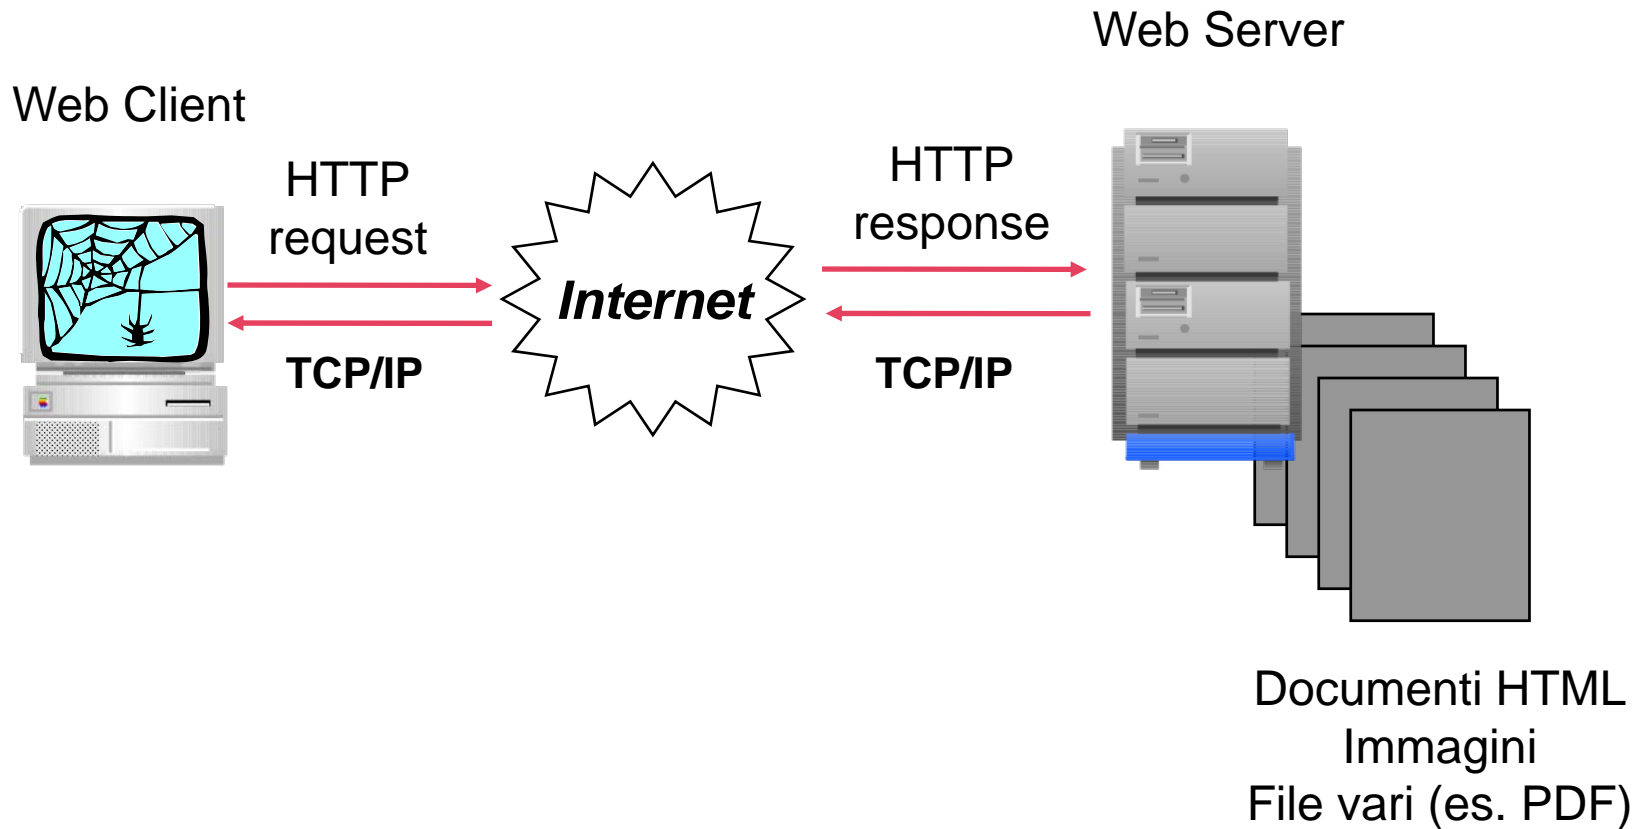 Web Server
Web Client
HTTP
request
HTTP
response
Internet
TCP/IP
TCP/IP
Documenti HTML
Immagini
File vari (es. PDF)